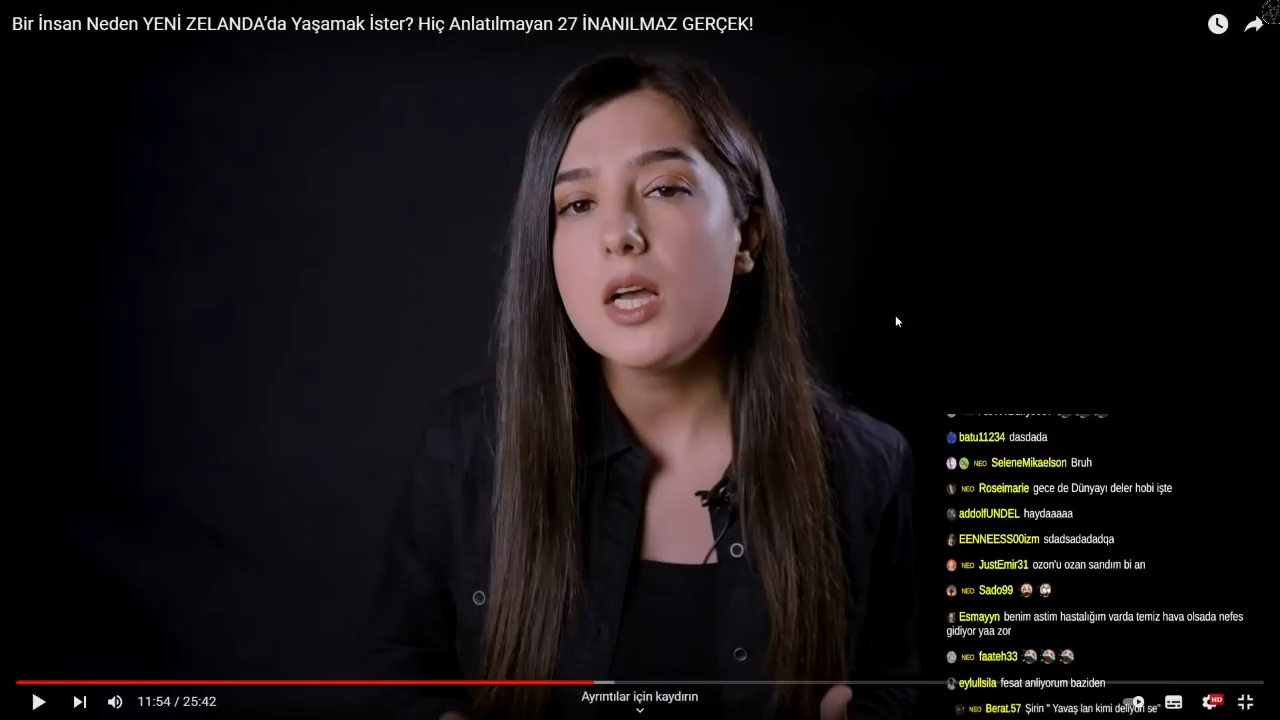 Bir İnsan Neden YENİ ZELANDA'da Yaşamak İster? Hiç Anlatılmayan 27 İNANILMAZ GERÇEK!
batu11234 dasdada
NEO SeleneMikaelson Bruh
NEO Roseimarie gece de Dünyayı deler hobi işte
addolfUNDEL haydaaaaa
EENNEESS00izm sdadsadadadqa
NEO JustEmir31 ozon'u ozan sandım bi an
NEO Sado99
Esmayyn benim astim hastalığım varda temiz hava olsada nefes
gidiyor yaa zor
NEO faateh33
eylullsila fesat anliyorum baziden
NEO Berat.57 Şirin " Yavaş lan kimi deliyon se"
11:54 / 25:42
Ayrıntılar için kaydırın
HD